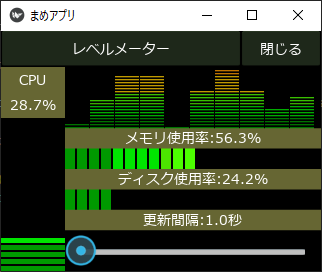 まめアプリ
レベルメーター
閉じる
CPU
28.7%
メモリ使用率:56.3%
ディスク使用率:24.2%
更新間隔:1.0秒